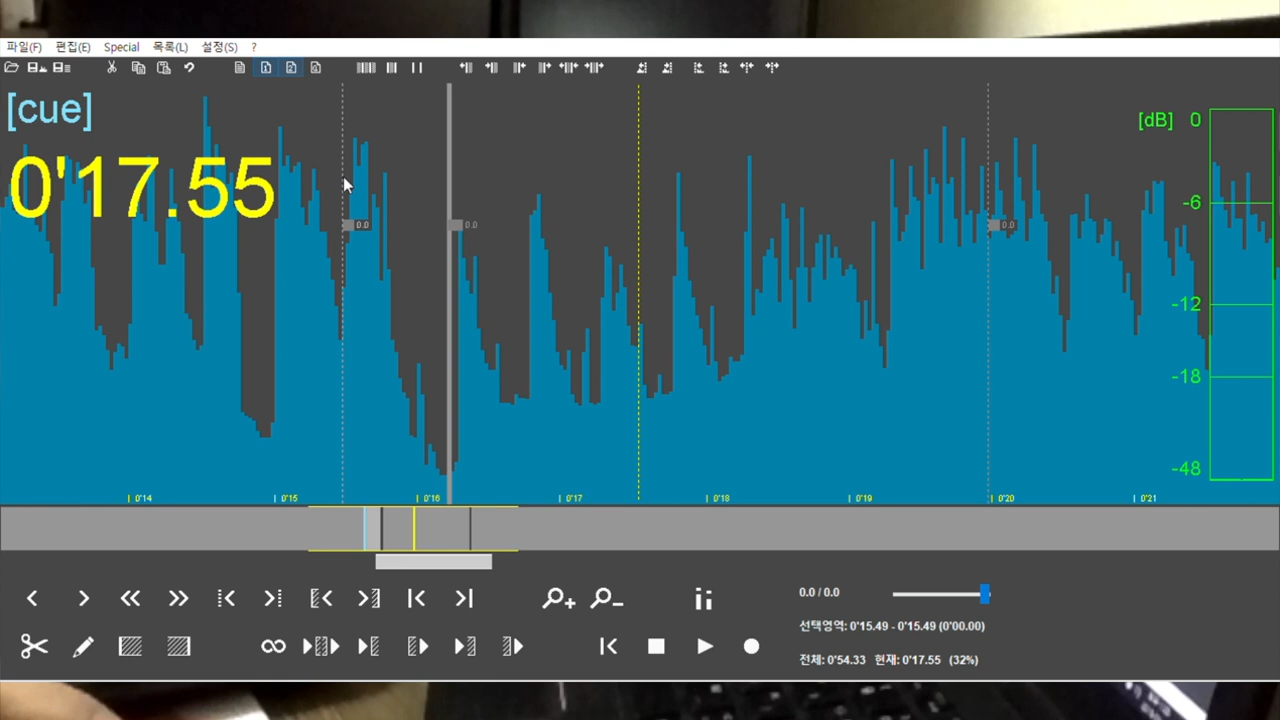 파일(F) 편집(E) Special 목록(L) 설정(S) ?
[cue]
0'17.55
[dB] 0
-6
-12
-18
-48
0.0 0.0 0.0
0'14 0'15 0'16 0'17 0'18 0'19 0'20 0'21
0.0 / 0.0
선택영역: 0'15.49 - 0'15.49 (0'00.00)
전체: 0'54.33 현재: 0'17.55 (32%)